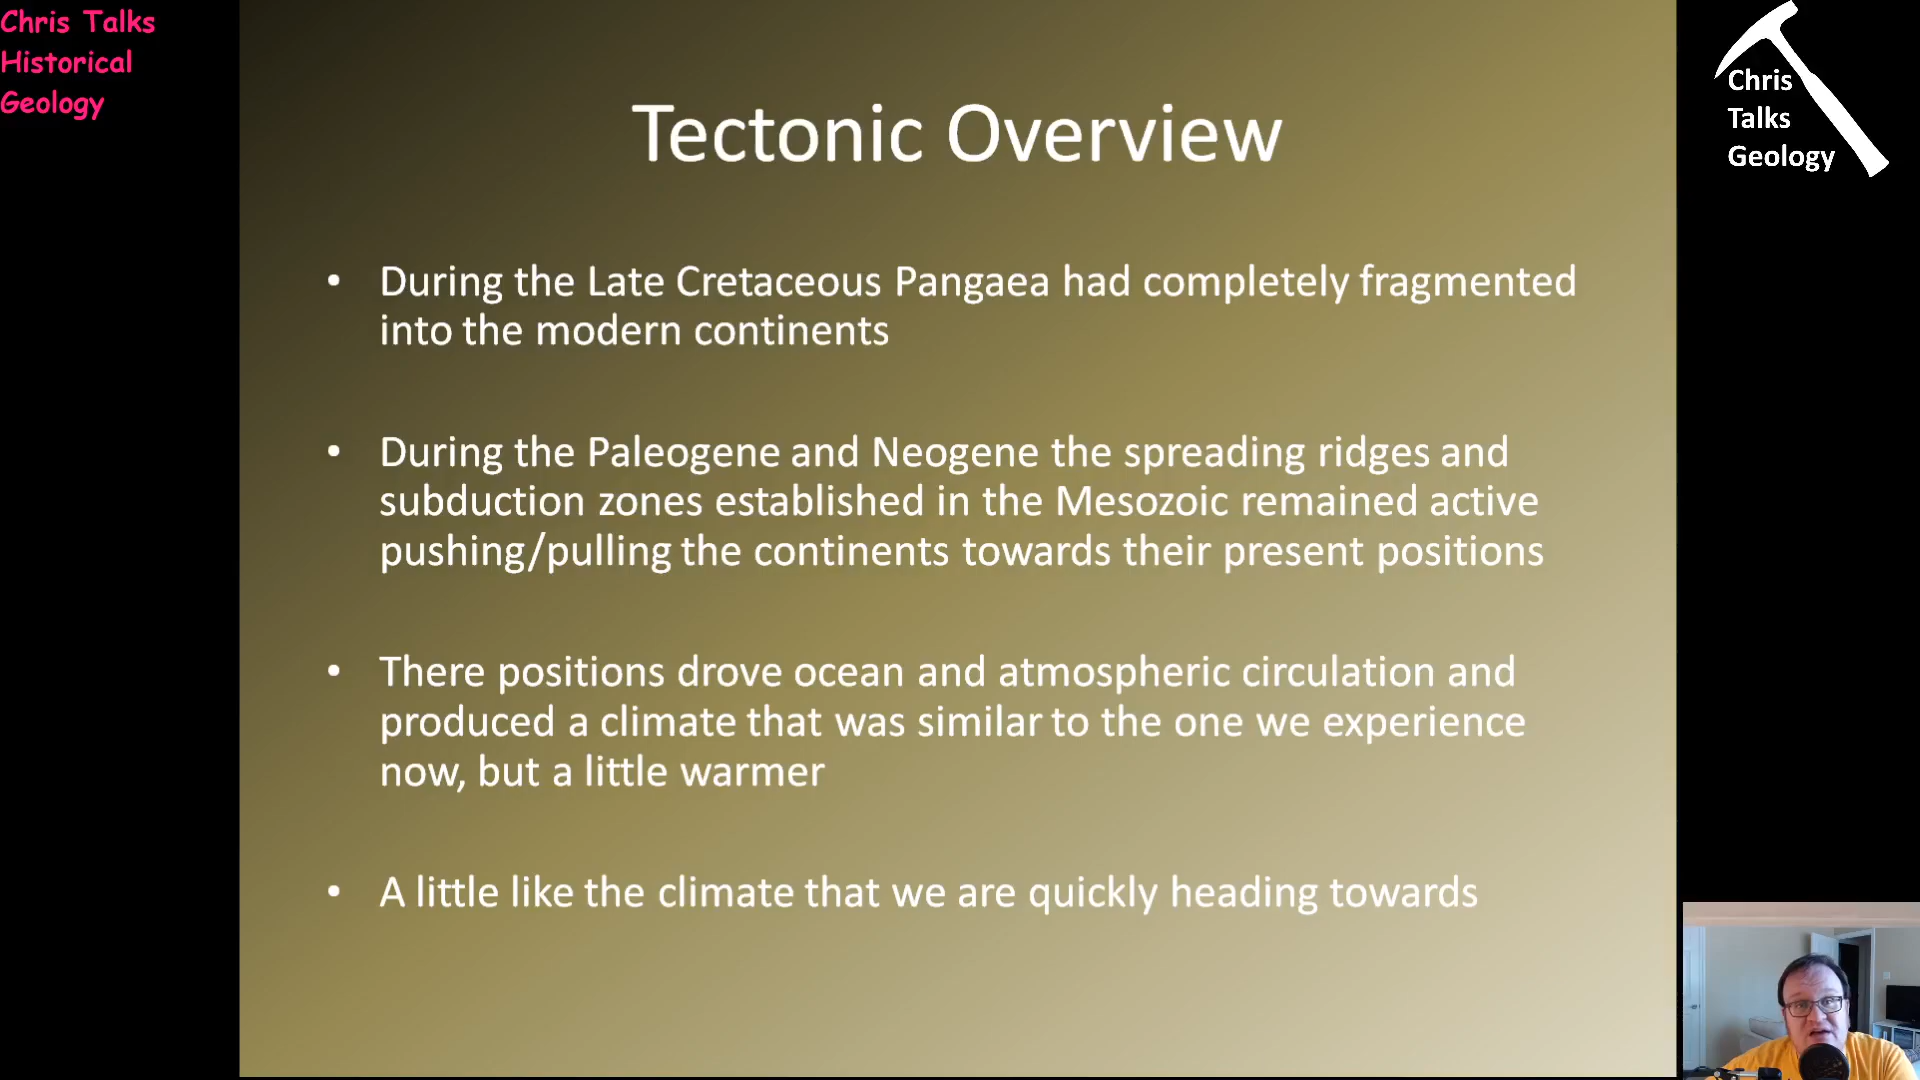 Chris Talks
Historical
Geology
Chris
Talks
Geology
Tectonic Overview
• During the Late Cretaceous Pangaea had completely fragmented
into the modern continents
• During the Paleogene and Neogene the spreading ridges and
subduction zones established in the Mesozoic remained active
pushing/pulling the continents towards their present positions
• There positions drove ocean and atmospheric circulation and
produced a climate that was similar to the one we experience
now, but a little warmer
• A little like the climate that we are quickly heading towards